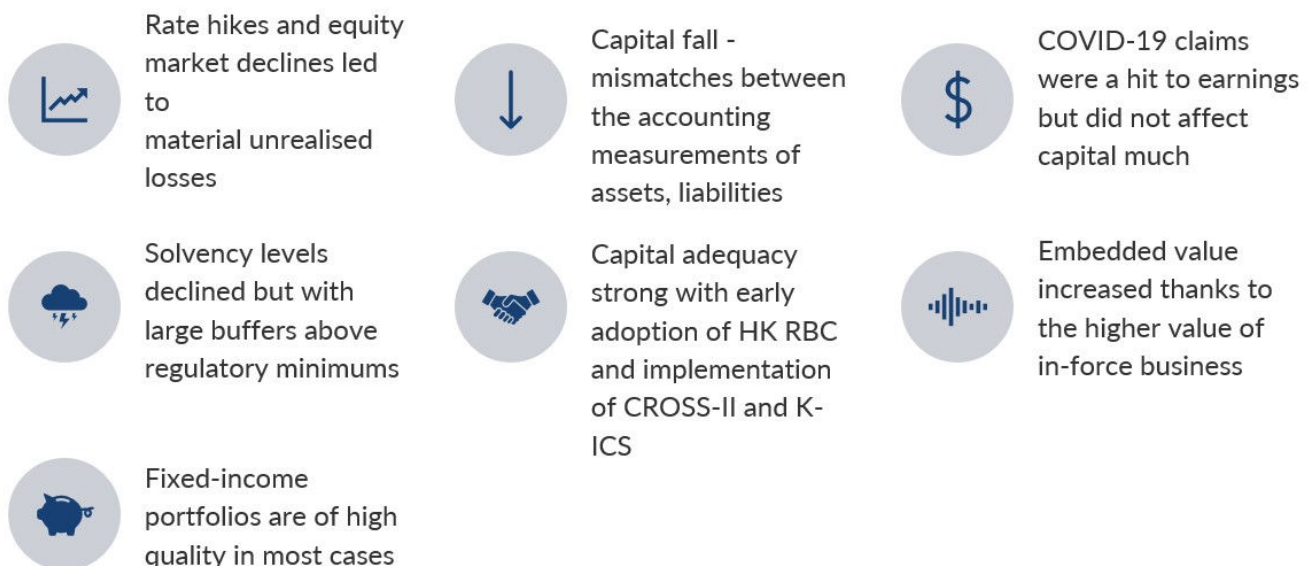 Rate hikes and equity
market declines led
to
material unrealised
losses
Capital fall -
mismatches between
the accounting
measurements of
assets, liabilities
$
COVID-19 claims
were a hit to earnings
but did not affect
capital much
Solvency levels
declined but with
large buffers above
regulatory minimums
Capital adequacy
strong with early
adoption of HK RBC
and implementation
of CROSS-II and K-
ICS
Embedded value
increased thanks to
the higher value of
in-force business
Fixed-income
portfolios are of high
quality in most cases